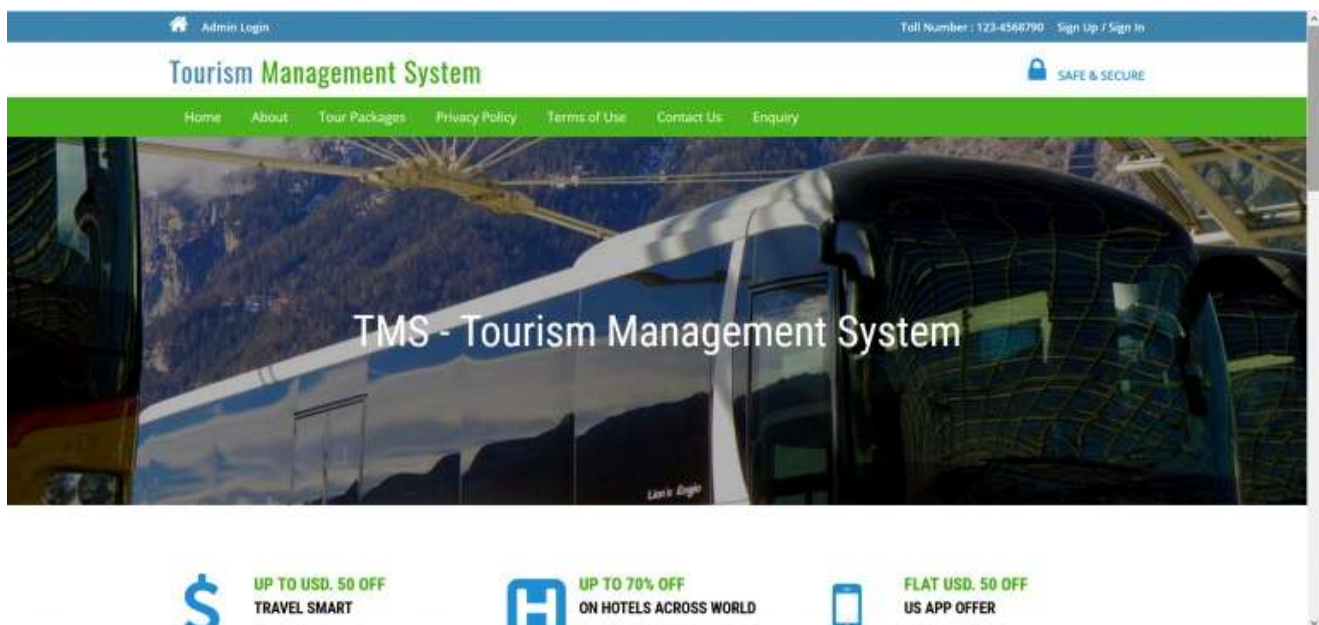 Admin Login
Toll Number : 123-4568790 Sign Up / Sign In
Tourism Management System
SAFE & SECURE
Home About Tour Packages Privacy Policy Terms of Use Contact Us Enquiry
TMS - Tourism Management System
Lion's Regio
UP TO USD. 50 OFF
TRAVEL SMART
UP TO 70% OFF
ON HOTELS ACROSS WORLD
FLAT USD. 50 OFF
US APP OFFER